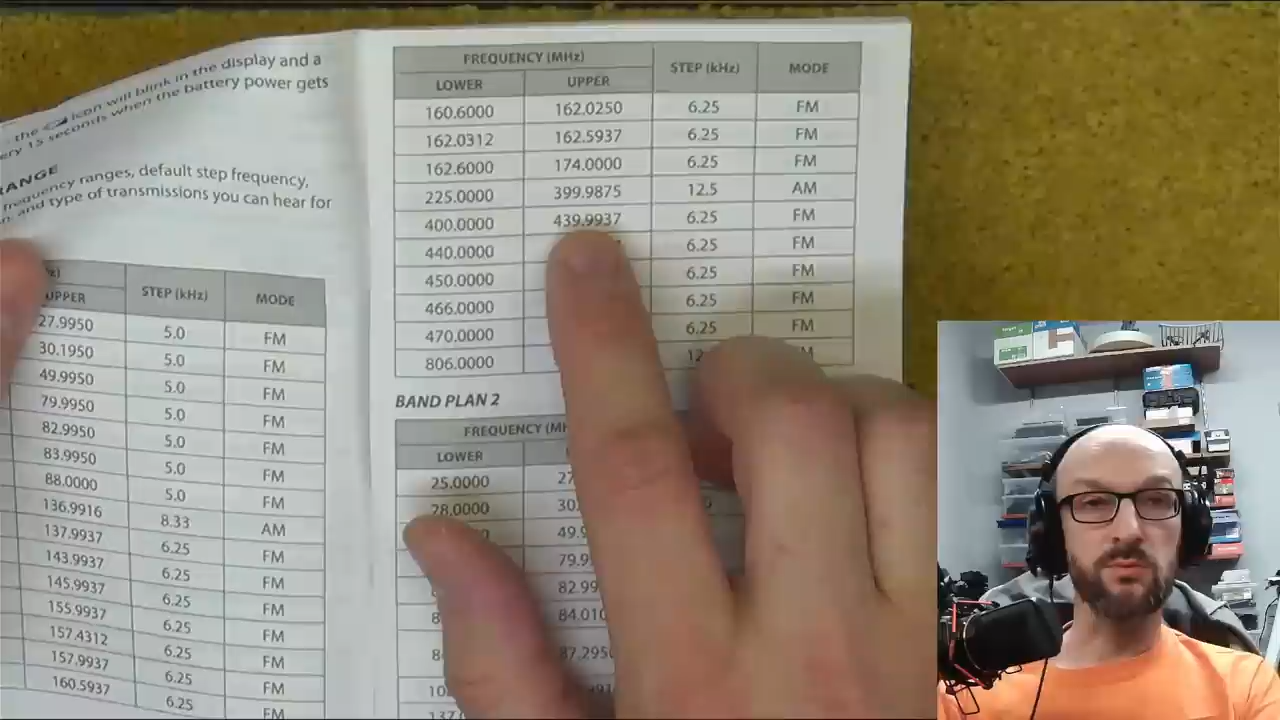 the icon will blink in the display and a
ery 15 seconds when the battery power gets
RANGE
frequency ranges, default step frequency,
and type of transmissions you can hear for
UPPER STEP (kHz) MODE
27.9950 5.0 FM
30.1950 5.0 FM
49.9950 5.0 FM
79.9950 5.0 FM
82.9950 5.0 FM
83.9950 5.0 FM
88.0000 5.0 FM
136.9916 8.33 AM
137.9937 6.25 FM
143.9937 6.25 FM
145.9937 6.25 FM
155.9937 6.25 FM
157.4312 6.25 FM
157.9937 6.25 FM
160.5937 6.25 FM
FREQUENCY (MHz) STEP (kHz) MODE
LOWER UPPER
160.6000 162.0250 6.25 FM
162.0312 162.5937 6.25 FM
162.6000 174.0000 6.25 FM
225.0000 399.9875 12.5 AM
400.0000 439.9937 6.25 FM
440.0000 6.25 FM
450.0000 6.25 FM
466.0000 6.25 FM
470.0000 6.25 FM
806.0000
BAND PLAN 2
FREQUENCY
LOWER
25.0000
28.0000